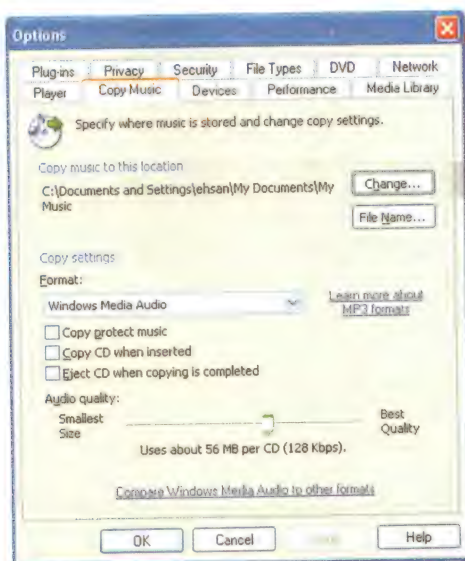 Options
Plug-ins Privacy Security File Types DVD Network
Player Copy Music Devices Performance Media Library
Specify where music is stored and change copy settings.
Copy music to this location
C:\Documents and Settings\ehsan\My Documents\My
Music
Change...
File Name...
Copy settings
Format:
Windows Media Audio
Learn more about
MP3 formats
Copy protect music
Copy CD when inserted
Eject CD when copying is completed
Audio quality:
Smallest
Size
Best
Quality
Uses about 56 MB per CD (128 Kbps).
Compare Windows Media Audio to other formats
OK Cancel Help